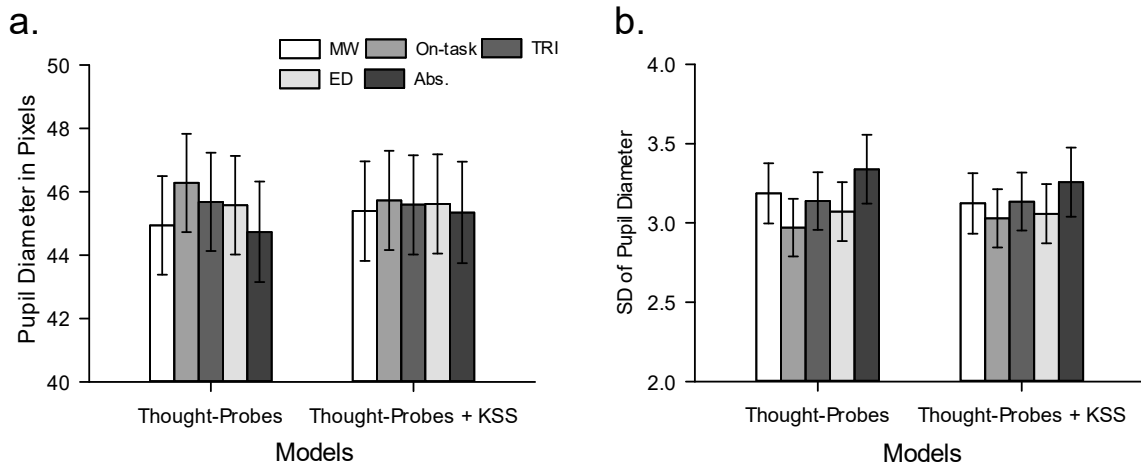 a.
MW On-task TRI
ED Abs.
Pupil Diameter in Pixels
50
48
46
44
42
40
Thought-Probes Thought-Probes + KSS
Models
b.
SD of Pupil Diameter
4.0
3.5
3.0
2.5
2.0
Thought-Probes Thought-Probes + KSS
Models